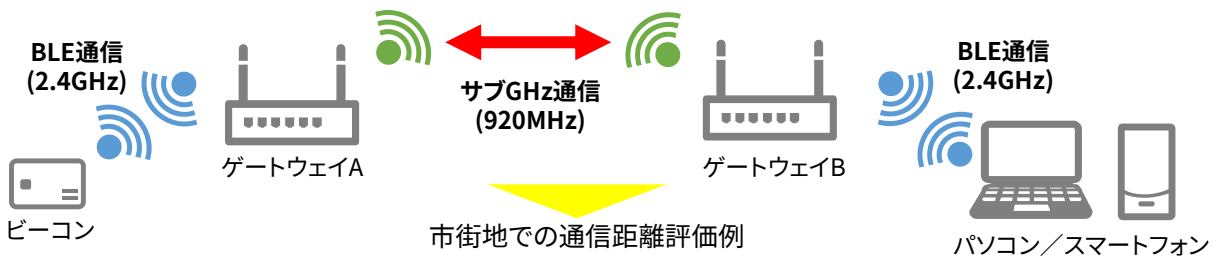 BLE通信
(2.4GHz)
ビーコン
ゲートウェイA
サブGHz通信
(920MHz)
ゲートウェイB
BLE通信
(2.4GHz)
パソコン／スマートフォン
市街地での通信距離評価例